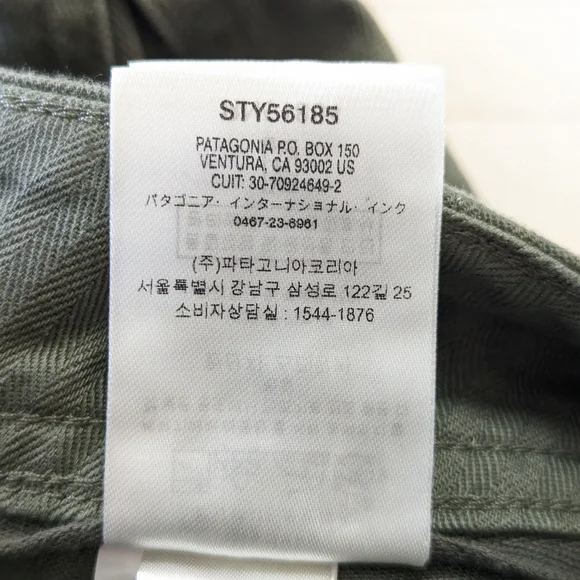 STY56185
PATAGONIA P.O. BOX 150
VENTURA, CA 93002 US
CUIT: 30-70924649-2
パタゴニア・インターナショナル・インク
0467-23-8961
(주)파타고니아코리아
서울특별시 강남구 삼성로 122길 25
소비자상담실 : 1544-1876